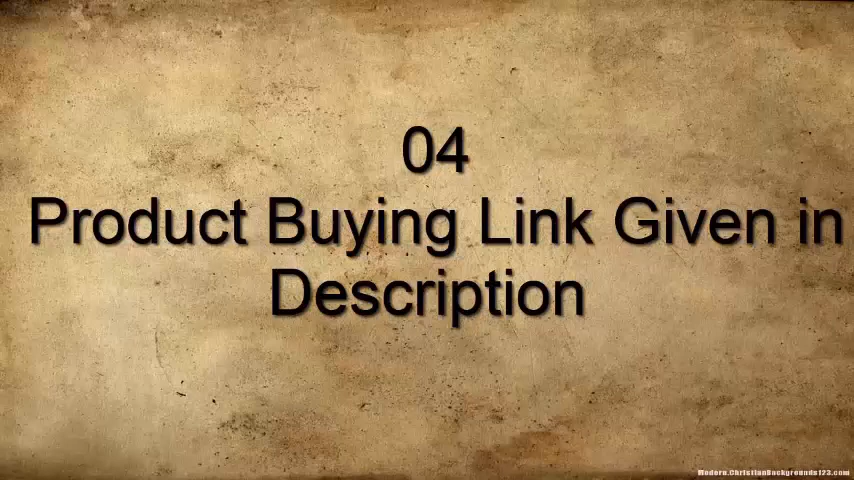 04
Product Buying Link Given in
Description
Modern.ChristianBackgrounds123.com